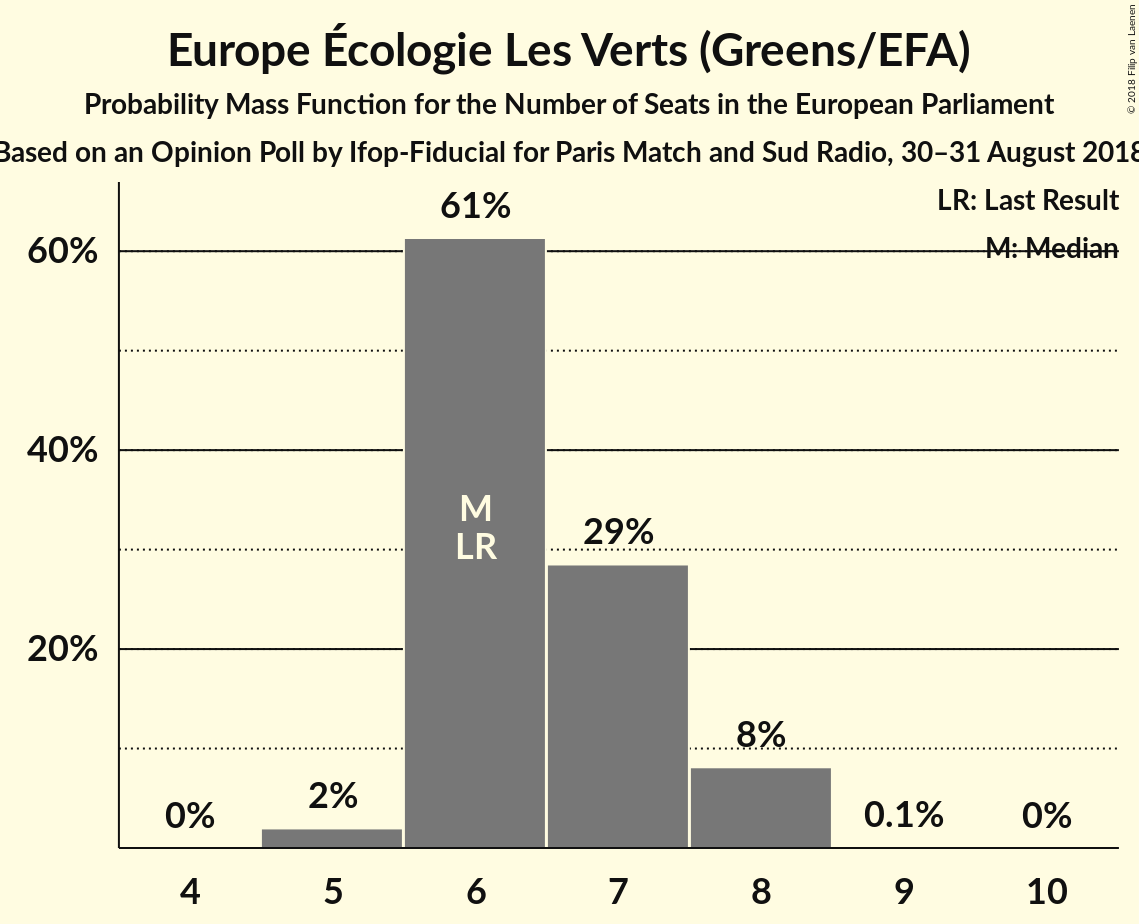 Europe Écologie Les Verts (Greens/EFA)
Probability Mass Function for the Number of Seats in the European Parliament
Based on an Opinion Poll by Ifop-Fiducial for Paris Match and Sud Radio, 30–31 August 2018
© 2018 Filip van Laenen
LR: Last Result
M: Median
60%
40%
20%
0%
2%
61%
M
LR
29%
8%
0.1%
0%
4
5
6
7
8
9
10